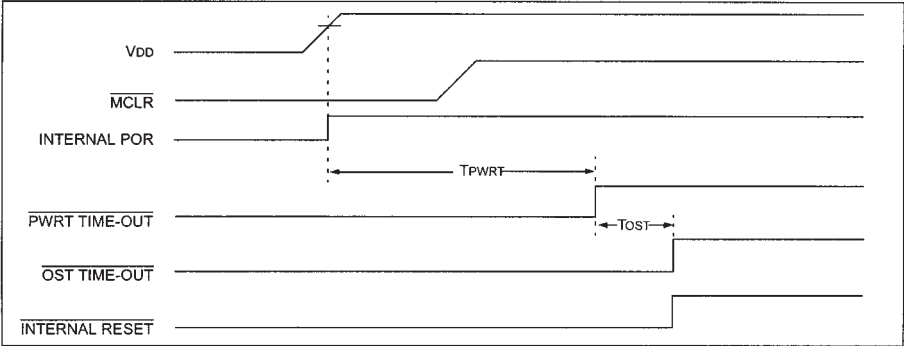 VDD
MCLR
INTERNAL POR
TPWRT
PWRT TIME-OUT
TOST
OST TIME-OUT
INTERNAL RESET